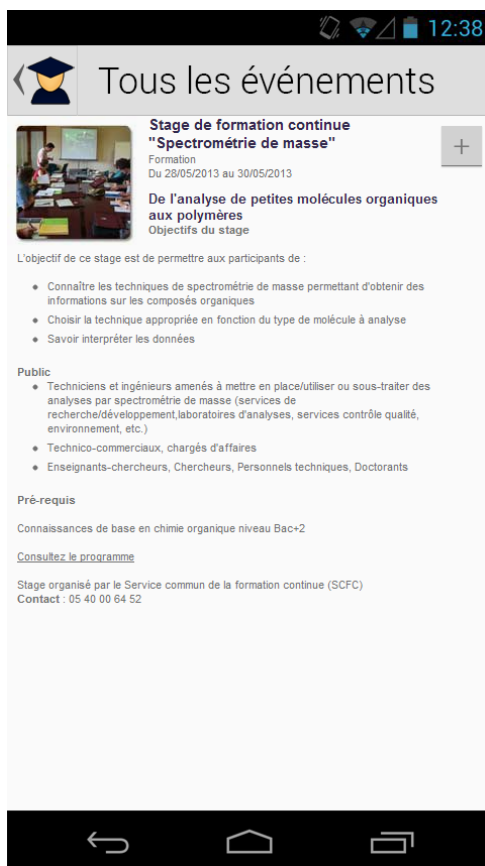 12:38
Tous les événements
Stage de formation continue
"Spectrométrie de masse"
Formation
Du 28/05/2013 au 30/05/2013
+
De l'analyse de petites molécules organiques
aux polymères
Objectifs du stage
L'objectif de ce stage est de permettre aux participants de :
Connaître les techniques de spectrométrie de masse permettant d'obtenir des
informations sur les composés organiques
Choisir la technique appropriée en fonction du type de molécule à analyse
Savoir interpréter les données
Public
Techniciens et ingénieurs amenés à mettre en place/utiliser ou sous-traiter des
analyses par spectrométrie de masse (services de
recherche/développement,laboratoires d'analyses, services contrôle qualité,
environnement, etc.)
Technico-commerciaux, chargés d'affaires
Enseignants-chercheurs, Chercheurs, Personnels techniques, Doctorants
Pré-requis
Connaissances de base en chimie organique niveau Bac+2
Consultez le programme
Stage organisé par le Service commun de la formation continue (SCFC)
Contact : 05 40 00 64 52